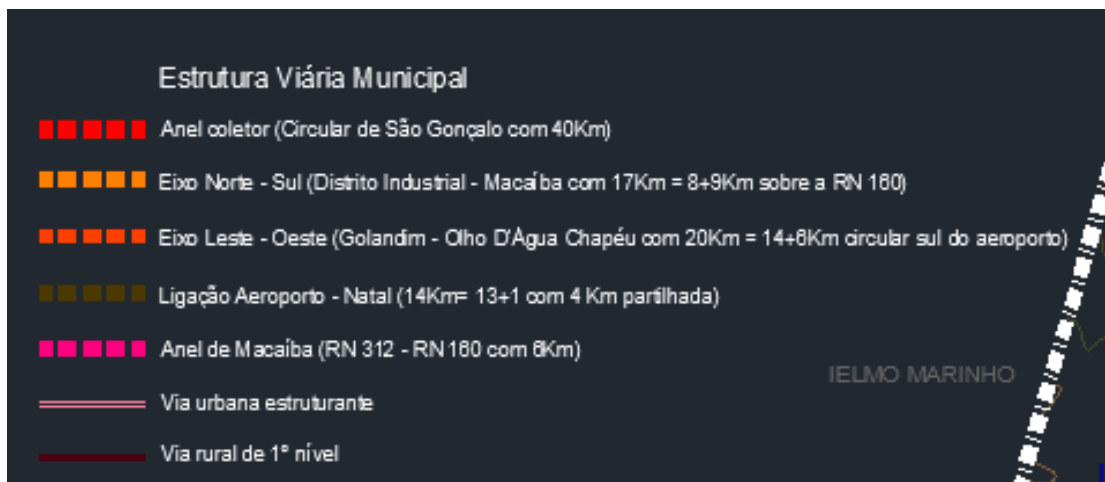 Estrutura Viária Municipal
Anel coletor (Circular de São Gonçalo com 40Km)
Eixo Norte - Sul (Distrito Industrial - Macaíba com 17Km = 8+9Km sobre a RN 160)
Eixo Leste - Oeste (Golandim - Olho D'Água Chapéu com 20Km = 14+6Km circular sul do aeroporto)
Ligação Aeroporto - Natal (14Km= 13+1 com 4 Km partilhada)
Anel de Macaíba (RN 312 - RN 160 com 6Km)
IELMO MARINHO
Via urbana estruturante
Via rural de 1° nível